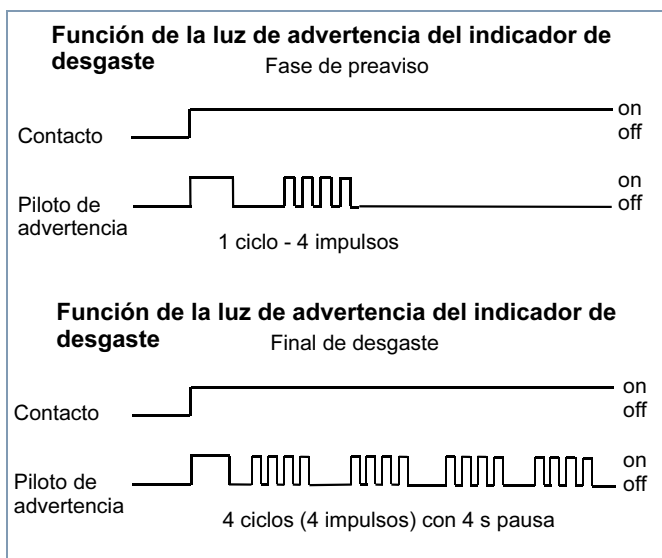 Función de la luz de advertencia del indicador de
desgaste Fase de preaviso
on
Contacto off
on
Piloto de off
advertencia
1 ciclo - 4 impulsos
Función de la luz de advertencia del indicador de
desgaste Final de desgaste
on
Contacto off
on
Piloto de off
advertencia
4 ciclos (4 impulsos) con 4 s pausa